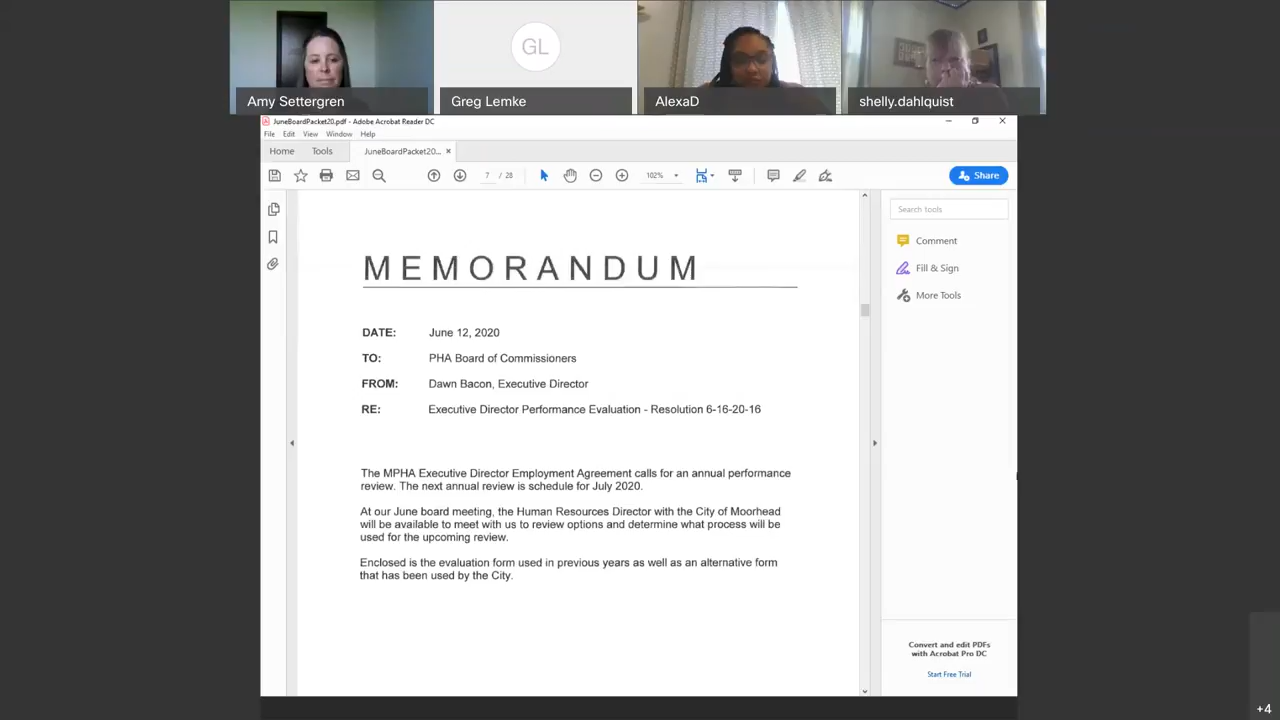 GL
Amy Settergren
Greg Lemke
AlexaD
shelly.dahlquist
JuneBoardPacket20.pdf - Adobe Acrobat Reader DC
File Edit View Window Help
Home Tools JuneBoardPacket20... ×
7 / 28 102% Share
Search tools
Comment
Fill & Sign
More Tools
MEMORANDUM
DATE: June 12, 2020
TO: PHA Board of Commissioners
FROM: Dawn Bacon, Executive Director
RE: Executive Director Performance Evaluation - Resolution 6-16-20-16
The MPHA Executive Director Employment Agreement calls for an annual performance
review. The next annual review is schedule for July 2020.
At our June board meeting, the Human Resources Director with the City of Moorhead
will be available to meet with us to review options and determine what process will be
used for the upcoming review.
Enclosed is the evaluation form used in previous years as well as an alternative form
that has been used by the City.
Convert and edit PDFs
with Acrobat Pro DC
Start Free Trial
+4